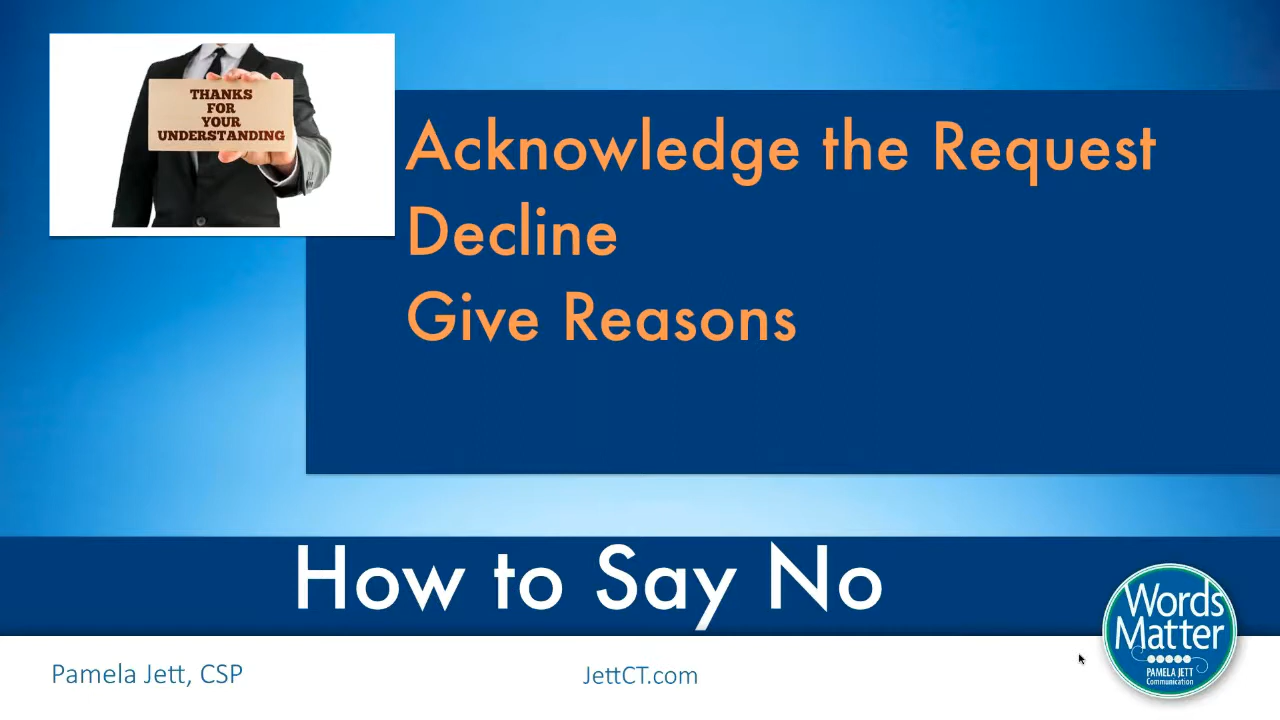 THANKS
FOR
YOUR
UNDERSTANDING
Acknowledge the Request
Decline
Give Reasons
How to Say No
Words
Matter
PAMELA JETT
Communication
Pamela Jett, CSP
JettCT.com